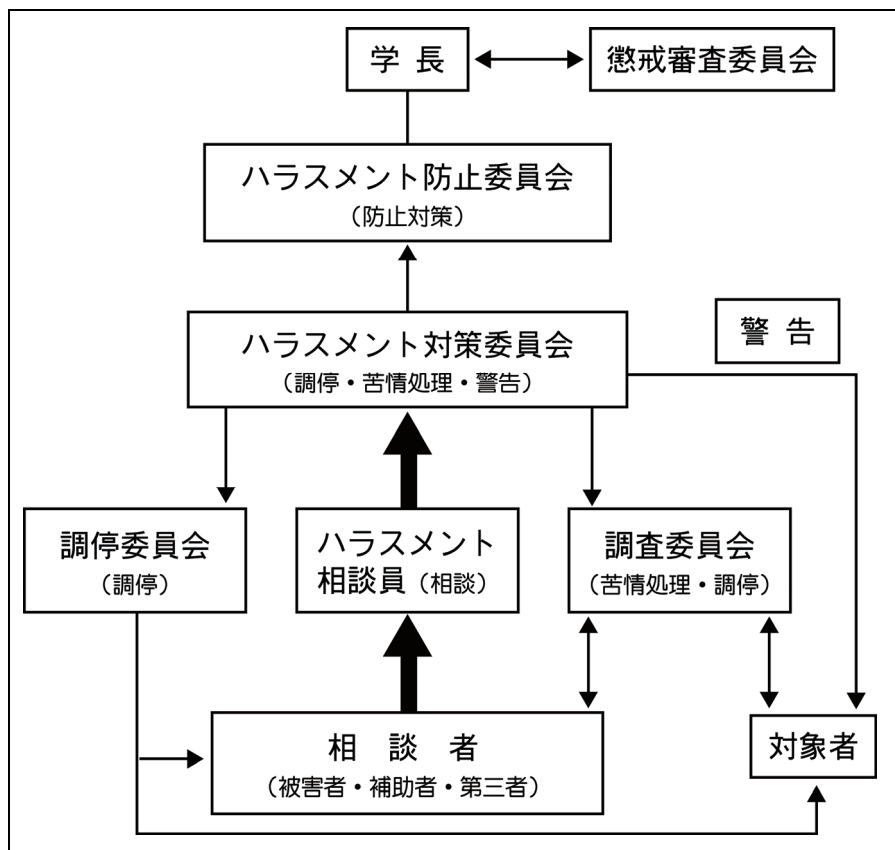 学 長
懲戒審査委員会
ハラスメント防止委員会
(防止対策)
ハラスメント対策委員会
(調停・苦情処理・警告)
警 告
調停委員会
(調停)
ハラスメント
相談員(相談)
調査委員会
(苦情処理・調停)
相 談 者
(被害者・補助者・第三者)
対象者